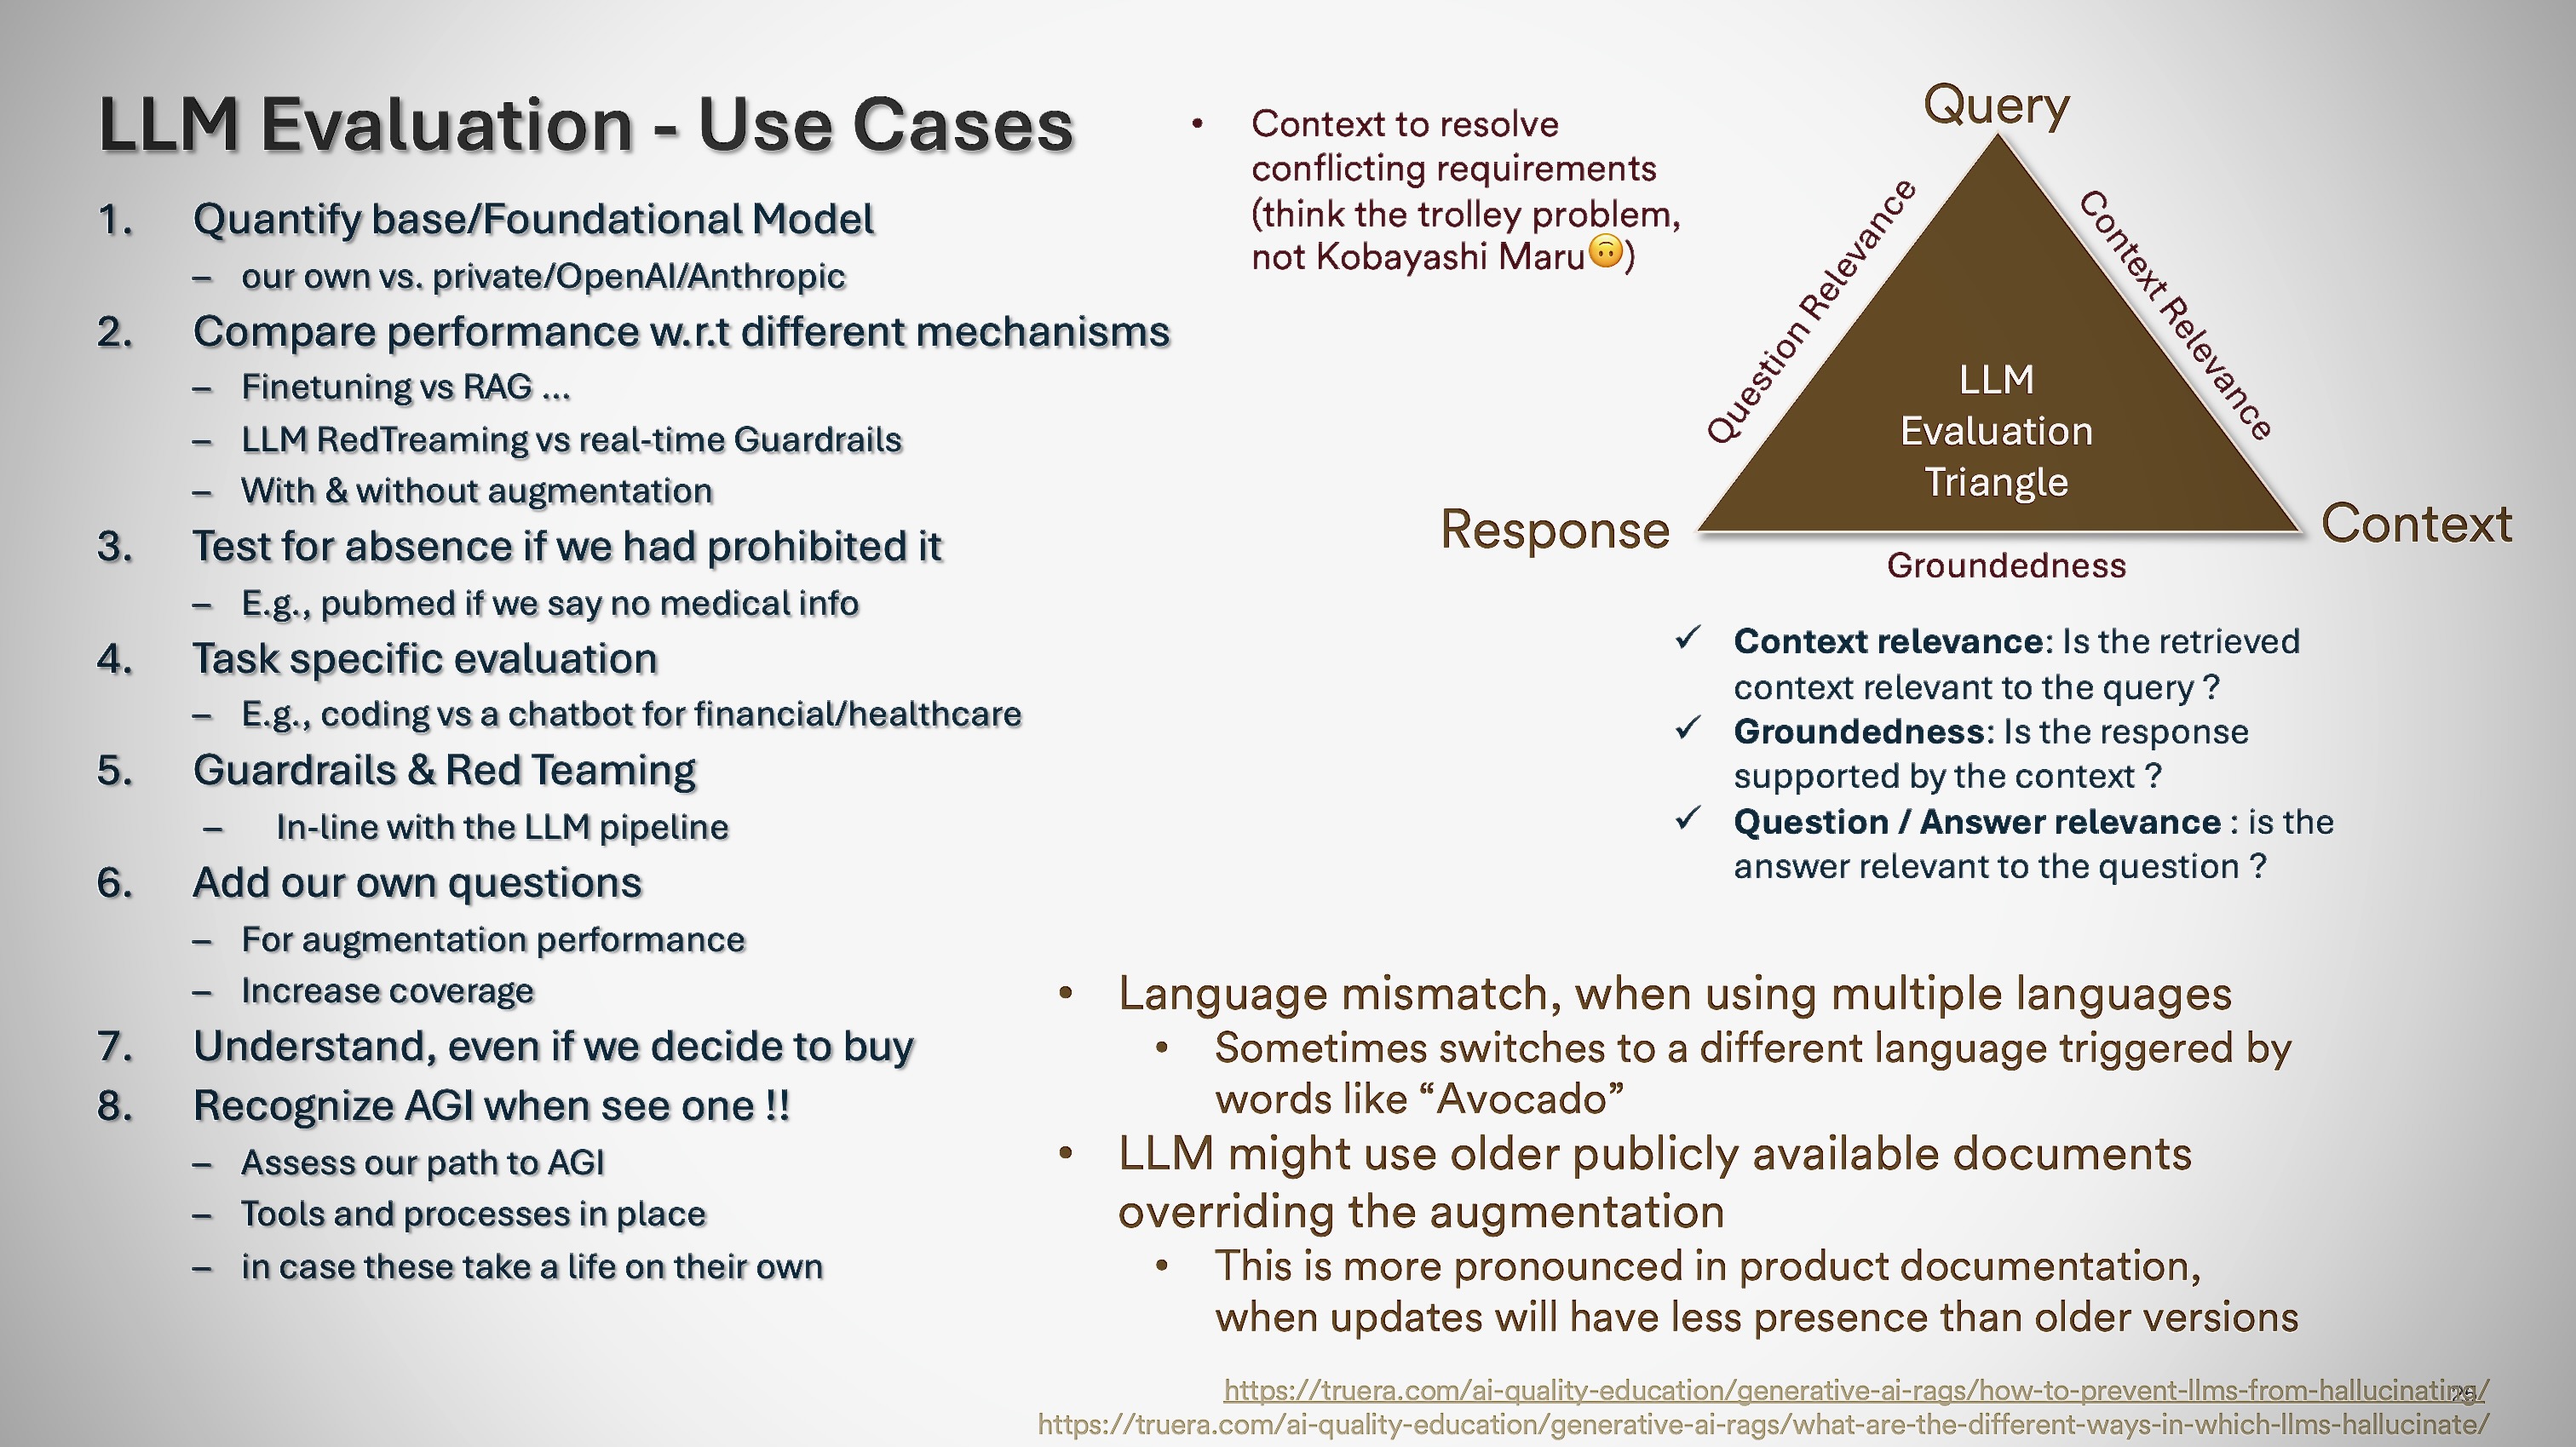 LLM Evaluation - Use Cases
1. Quantify base/Foundational Model
– our own vs. private/OpenAI/Anthropic
2. Compare performance w.r.t different mechanisms
– Finetuning vs RAG ...
– LLM RedTreaming vs real-time Guardrails
– With & without augmentation
3. Test for absence if we had prohibited it
– E.g., pubmed if we say no medical info
4. Task specific evaluation
– E.g., coding vs a chatbot for financial/healthcare
5. Guardrails & Red Teaming
– In-line with the LLM pipeline
6. Add our own questions
– For augmentation performance
– Increase coverage
7. Understand, even if we decide to buy
8. Recognize AGI when see one !!
– Assess our path to AGI
– Tools and processes in place
– in case these take a life on their own
• Context to resolve
conflicting requirements
(think the trolley problem,
not Kobayashi Maru🙃)
Query
Question Relevance
Context Relevance
LLM
Evaluation
Triangle
Response
Context
Groundedness
✓ Context relevance: Is the retrieved
context relevant to the query ?
✓ Groundedness: Is the response
supported by the context ?
✓ Question / Answer relevance : is the
answer relevant to the question ?
• Language mismatch, when using multiple languages
• Sometimes switches to a different language triggered by
words like “Avocado”
• LLM might use older publicly available documents
overriding the augmentation
• This is more pronounced in product documentation,
when updates will have less presence than older versions
https://truera.com/ai-quality-education/generative-ai-rags/how-to-prevent-llms-from-hallucinating/
https://truera.com/ai-quality-education/generative-ai-rags/what-are-the-different-ways-in-which-llms-hallucinate/